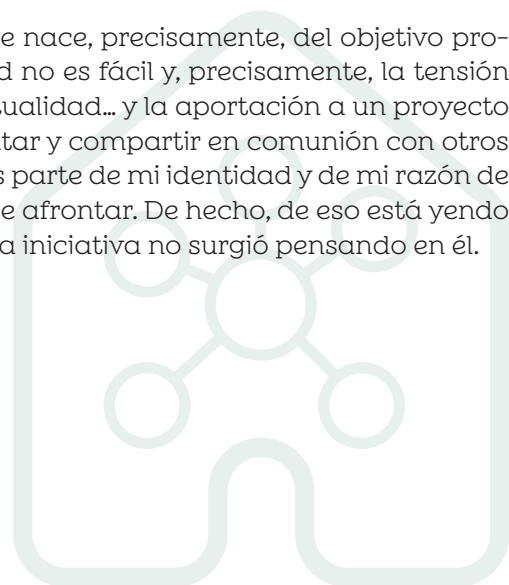 e nace, precisamente, del objetivo pro-
d no es fácil y, precisamente, la tensión
tualidad... y la aportación a un proyecto
tar y compartir en comunión con otros
s parte de mi identidad y de mi razón de
e afrontar. De hecho, de eso está yendo
a iniciativa no surgió pensando en él.